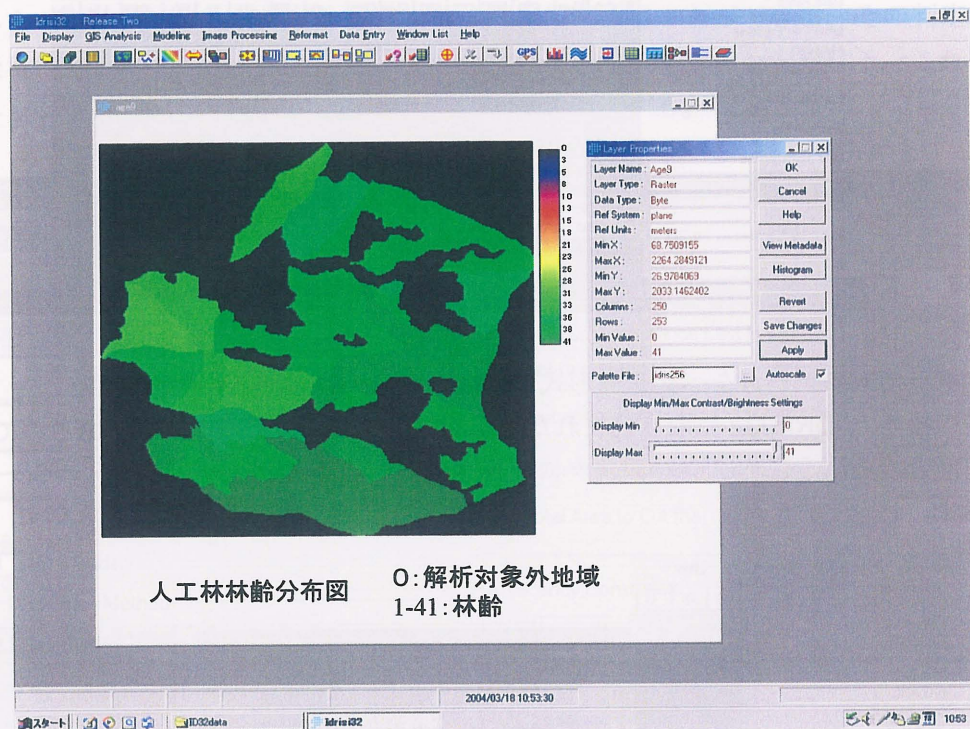 Idrisi32 Release Two
File Display GIS Analysis Modeling Image Processing Reformat Data Entry Window List Help
GPS
age9
0
3
5
8
10
13
15
18
21
23
26
28
31
33
36
38
41
Layer Properties
Layer Name : Age9
Layer Type : Raster
Data Type : Byte
Ref System : plane
Ref Units : meters
Min X : 68.7509155
Max X : 2264.2849121
Min Y : 26.9784069
Max Y : 2033.1462402
Columns : 250
Rows : 253
Min Value : 0
Max Value : 41
OK
Cancel
Help
View Metadata
Histogram
Revert
Save Changes
Apply
Palette File : idris256 ... Autoscale
Display Min/Max Contrast/Brightness Settings
Display Min 0
Display Max 41
人工林林齢分布図
0:解析対象外地域
1-41:林齢
2004/03/18 10:53:30
スタート ID32data Idrisi32 10:53